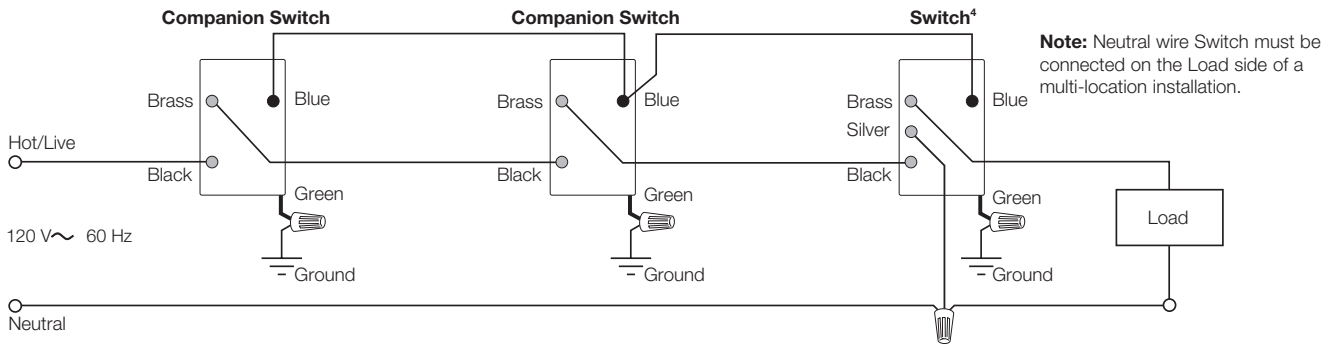 Companion Switch
Companion Switch
Switch⁴
Note: Neutral wire Switch must be
connected on the Load side of a
multi-location installation.
Brass
Blue
Brass
Blue
Brass
Blue
Silver
Hot/Live
Black
Black
Black
Green
Green
Green
Load
120 V~ 60 Hz
Ground
Ground
Ground
Neutral